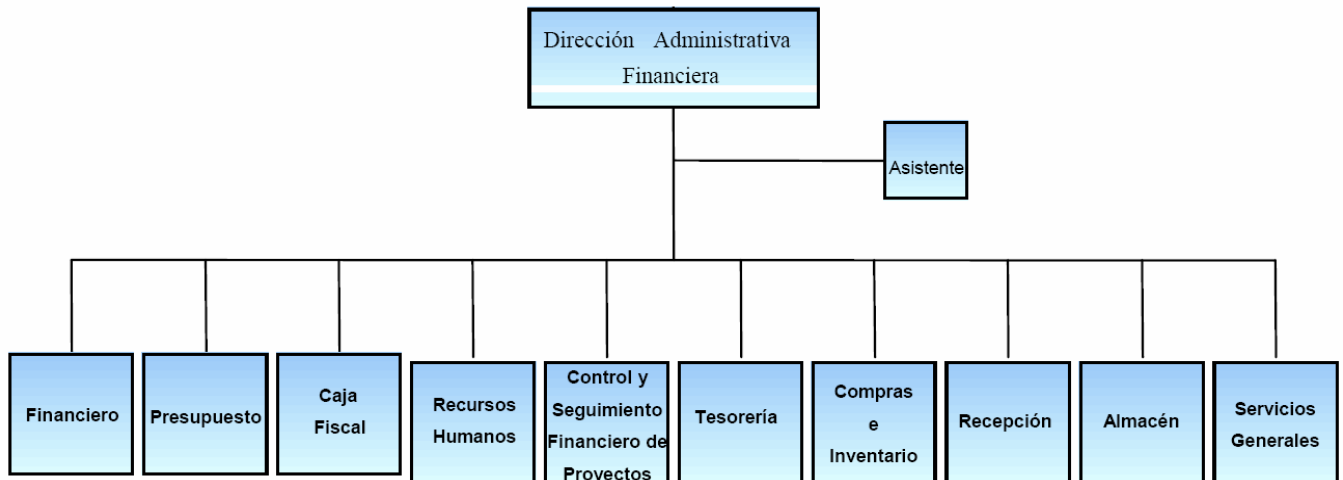 Dirección Administrativa
Financiera
Asistente
Financiero
Presupuesto
Caja
Fiscal
Recursos
Humanos
Control y
Seguimiento
Financiero de
Proyectos
Tesorería
Compras
e
Inventario
Recepción
Almacén
Servicios
Generales